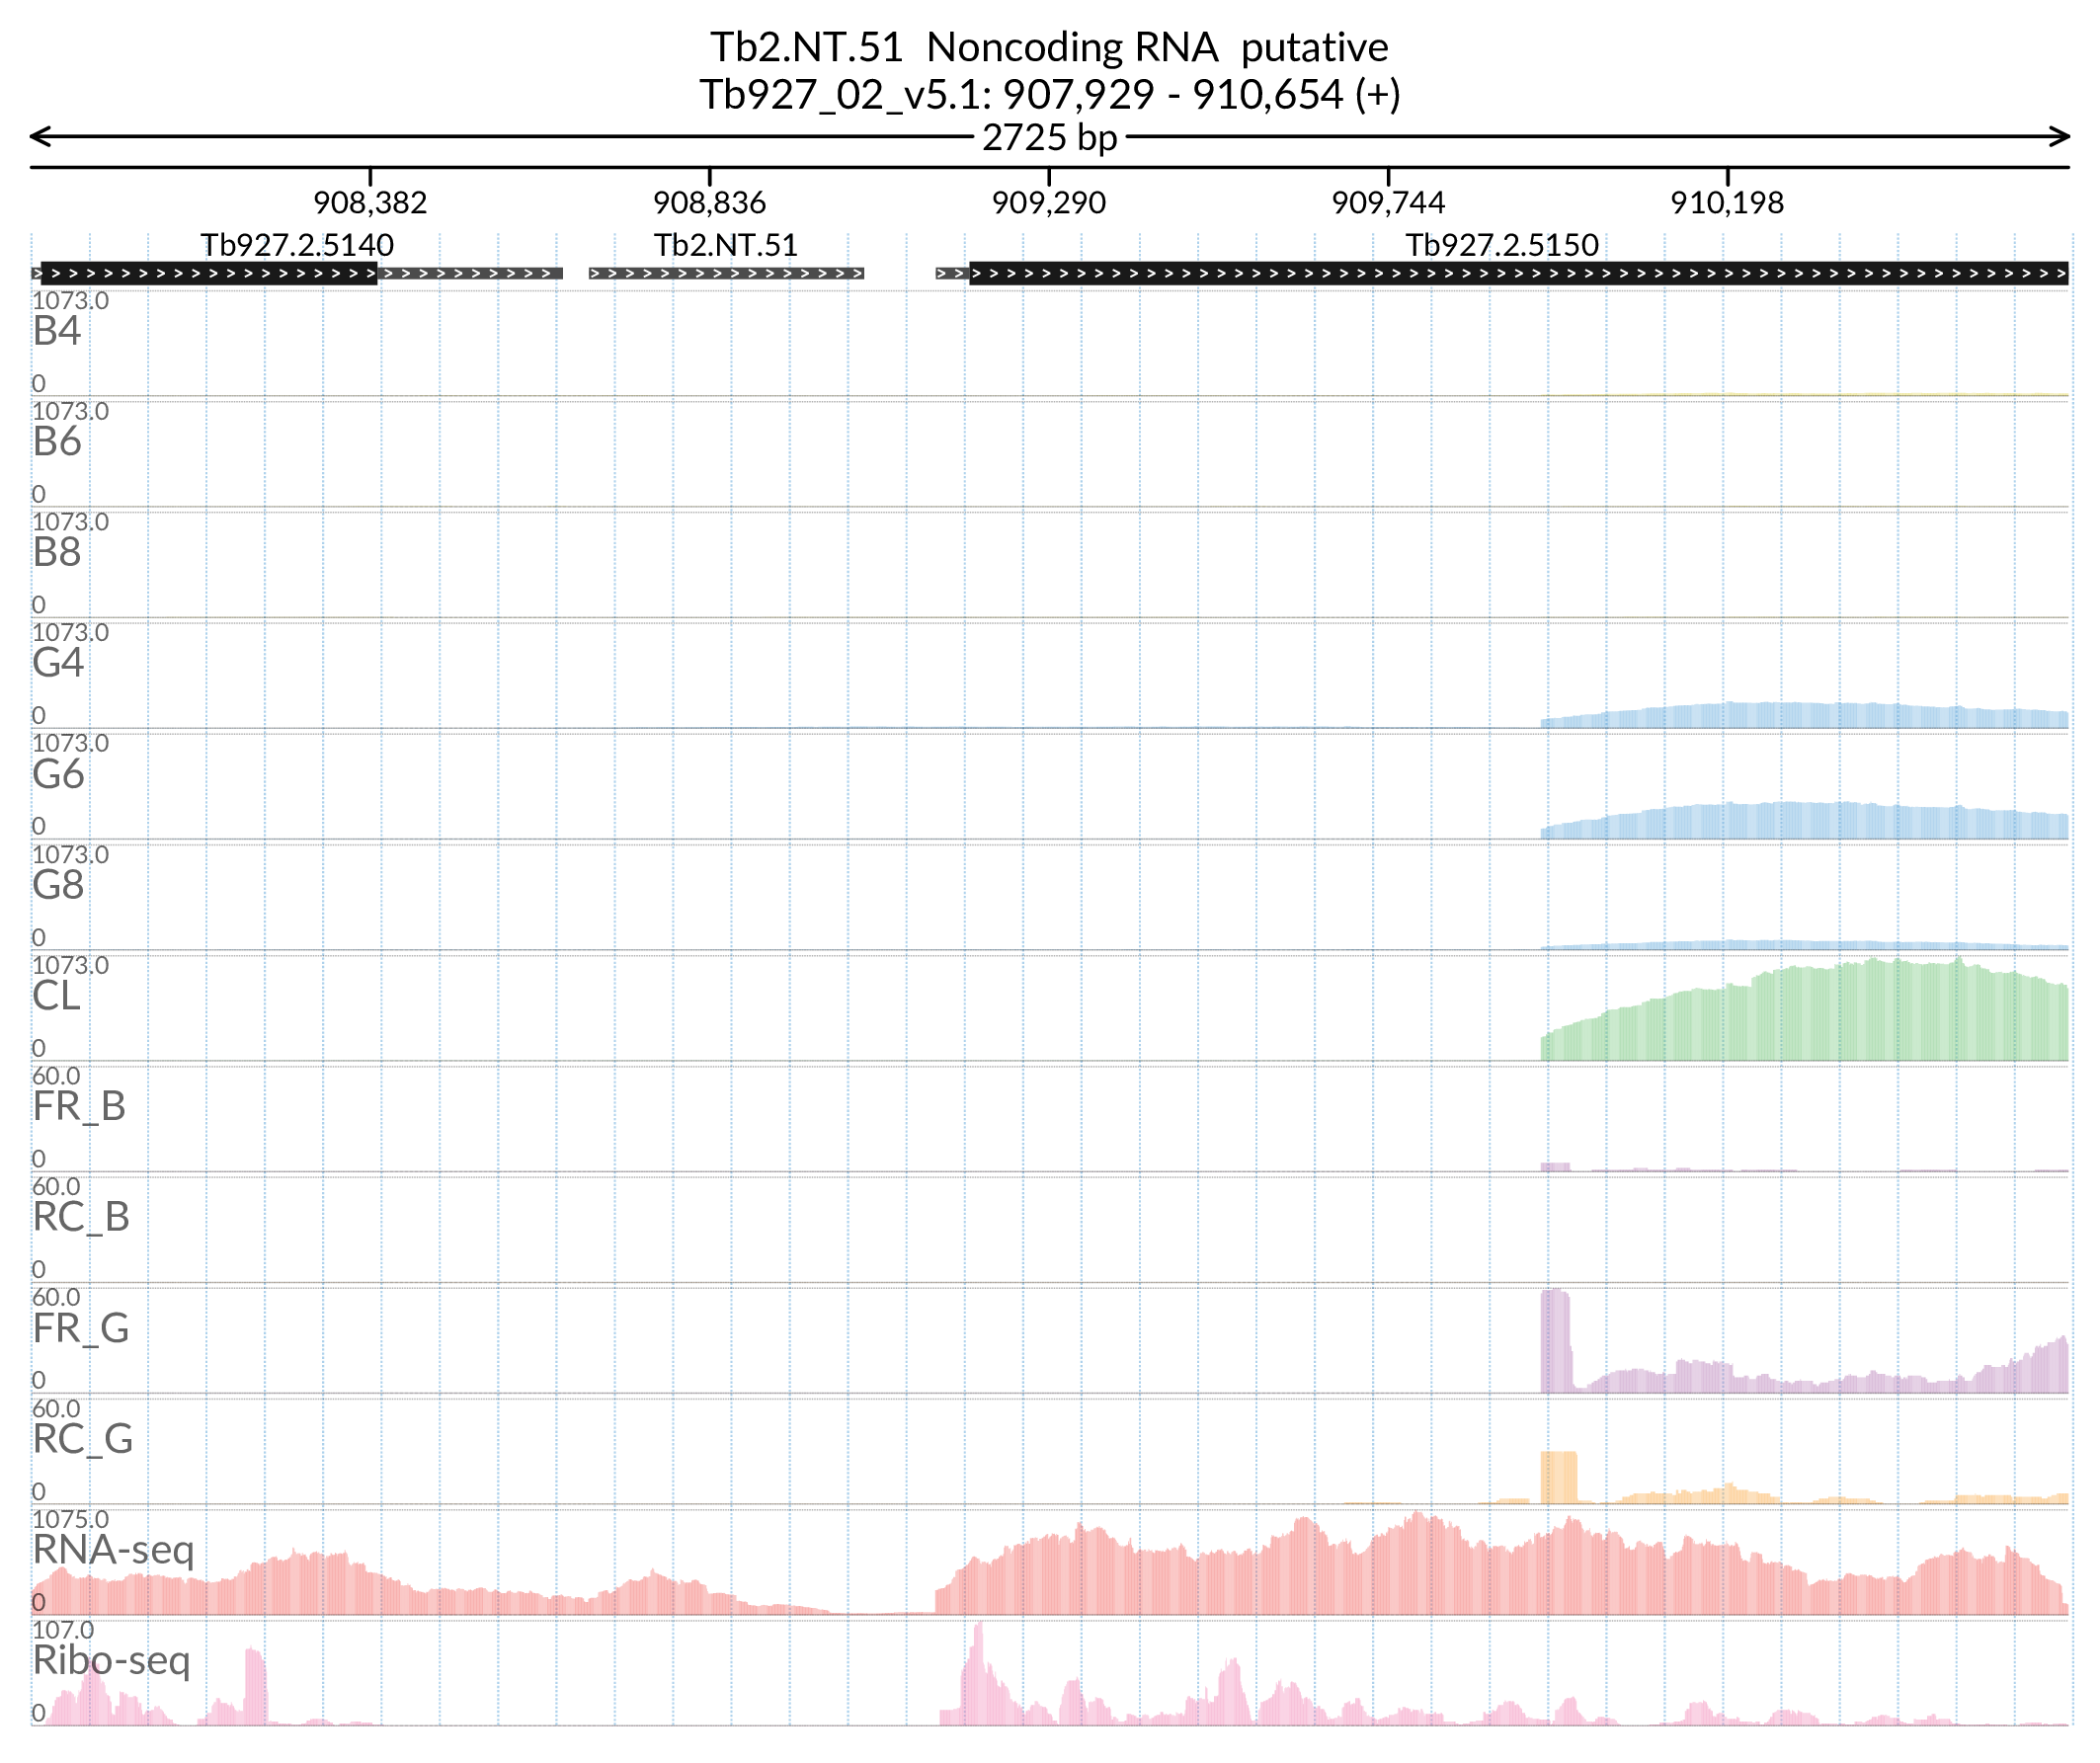 Tb2.NT.51 Noncoding RNA putative
Tb927_02_v5.1: 907,929 - 910,654 (+)
2725 bp
908,382 908,836 909,290 909,744 910,198
Tb927.2.5140 Tb2.NT.51 Tb927.2.5150
1073.0
B4
0
1073.0
B6
0
1073.0
B8
0
1073.0
G4
0
1073.0
G6
0
1073.0
G8
0
1073.0
CL
0
60.0
FR_B
0
60.0
RC_B
0
60.0
FR_G
0
60.0
RC_G
0
1075.0
RNA-seq
0
107.0
Ribo-seq
0